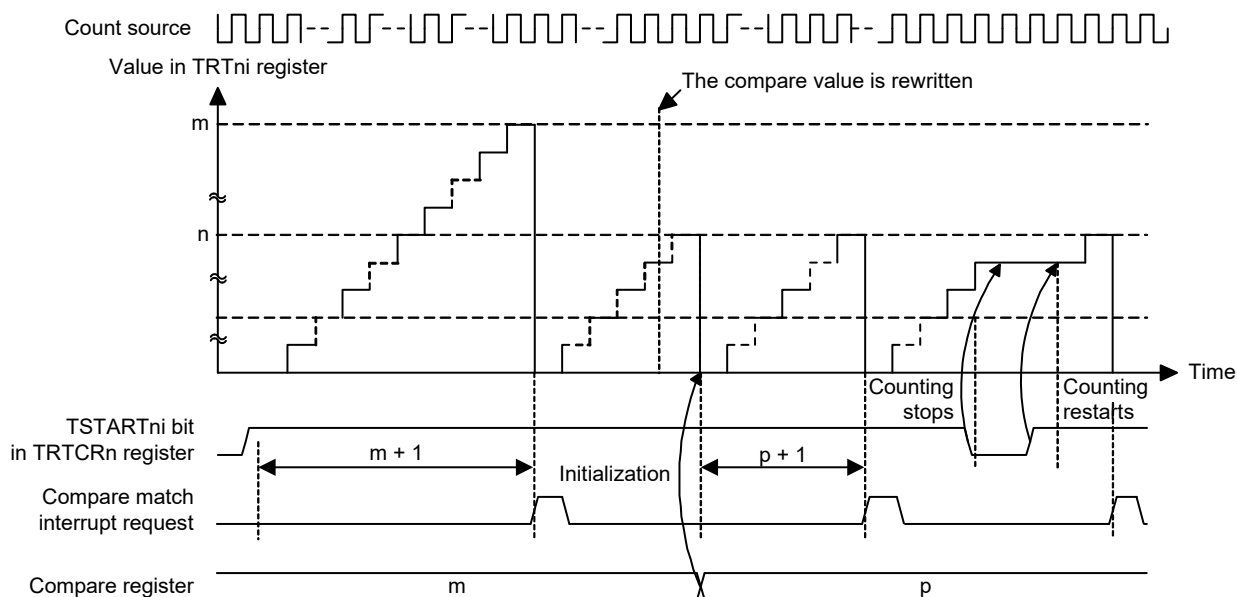 Count source
Value in TRTni register
The compare value is rewritten
m
n
Time
Counting
stops
Counting
restarts
TSTARTni bit
in TRTCRn register
m + 1
Initialization
p + 1
Compare match
interrupt request
Compare register
m
p